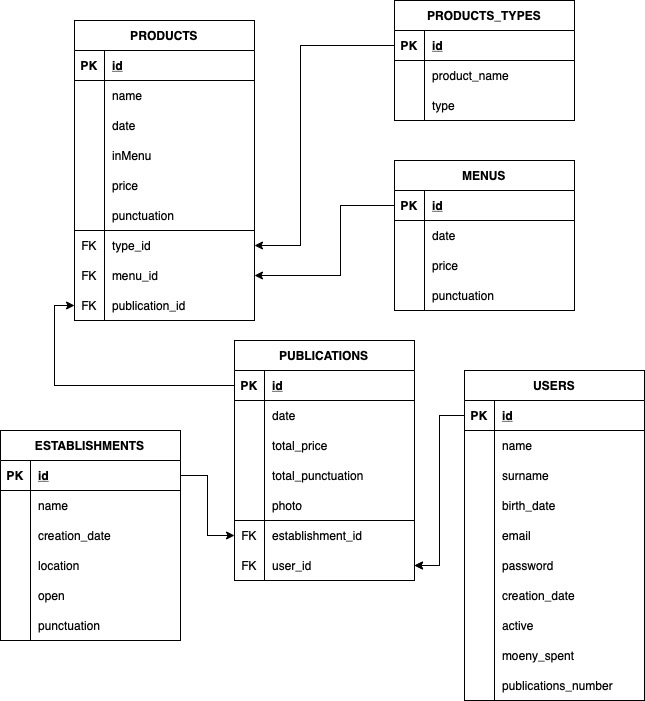 PRODUCTS
PK id
name
date
inMenu
price
punctuation
FK type_id
FK menu_id
FK publication_id
PRODUCTS_TYPES
PK id
product_name
type
MENUS
PK id
date
price
punctuation
PUBLICATIONS
PK id
date
total_price
total_punctuation
photo
FK establishment_id
FK user_id
USERS
PK id
name
surname
birth_date
email
password
creation_date
active
moeny_spent
publications_number
ESTABLISHMENTS
PK id
name
creation_date
location
open
punctuation